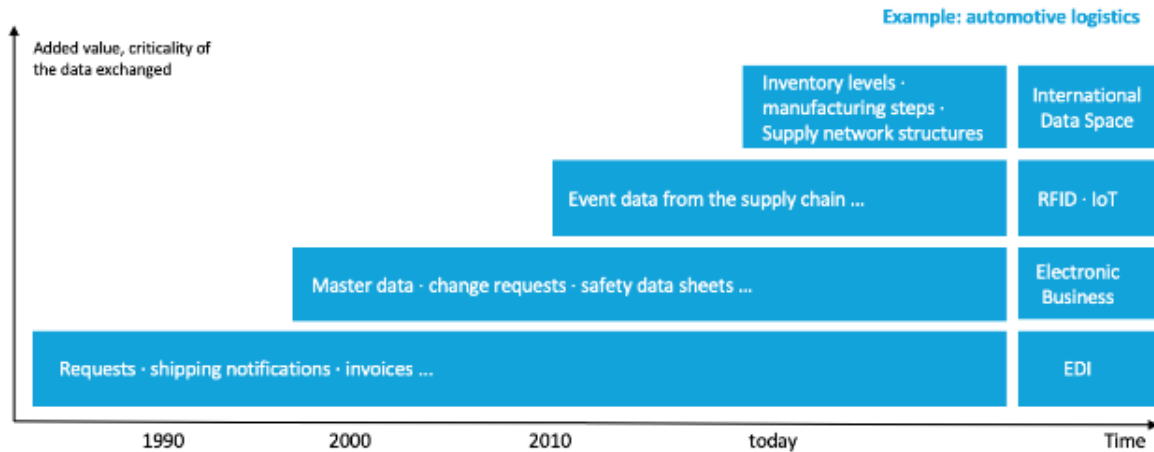 Example: automotive logistics
Added value, criticality of
the data exchanged
Inventory levels ·
manufacturing steps ·
Supply network structures
International
Data Space
Event data from the supply chain ...
RFID · IoT
Master data · change requests · safety data sheets ...
Electronic
Business
Requests · shipping notifications · invoices ...
EDI
1990 2000 2010 today Time